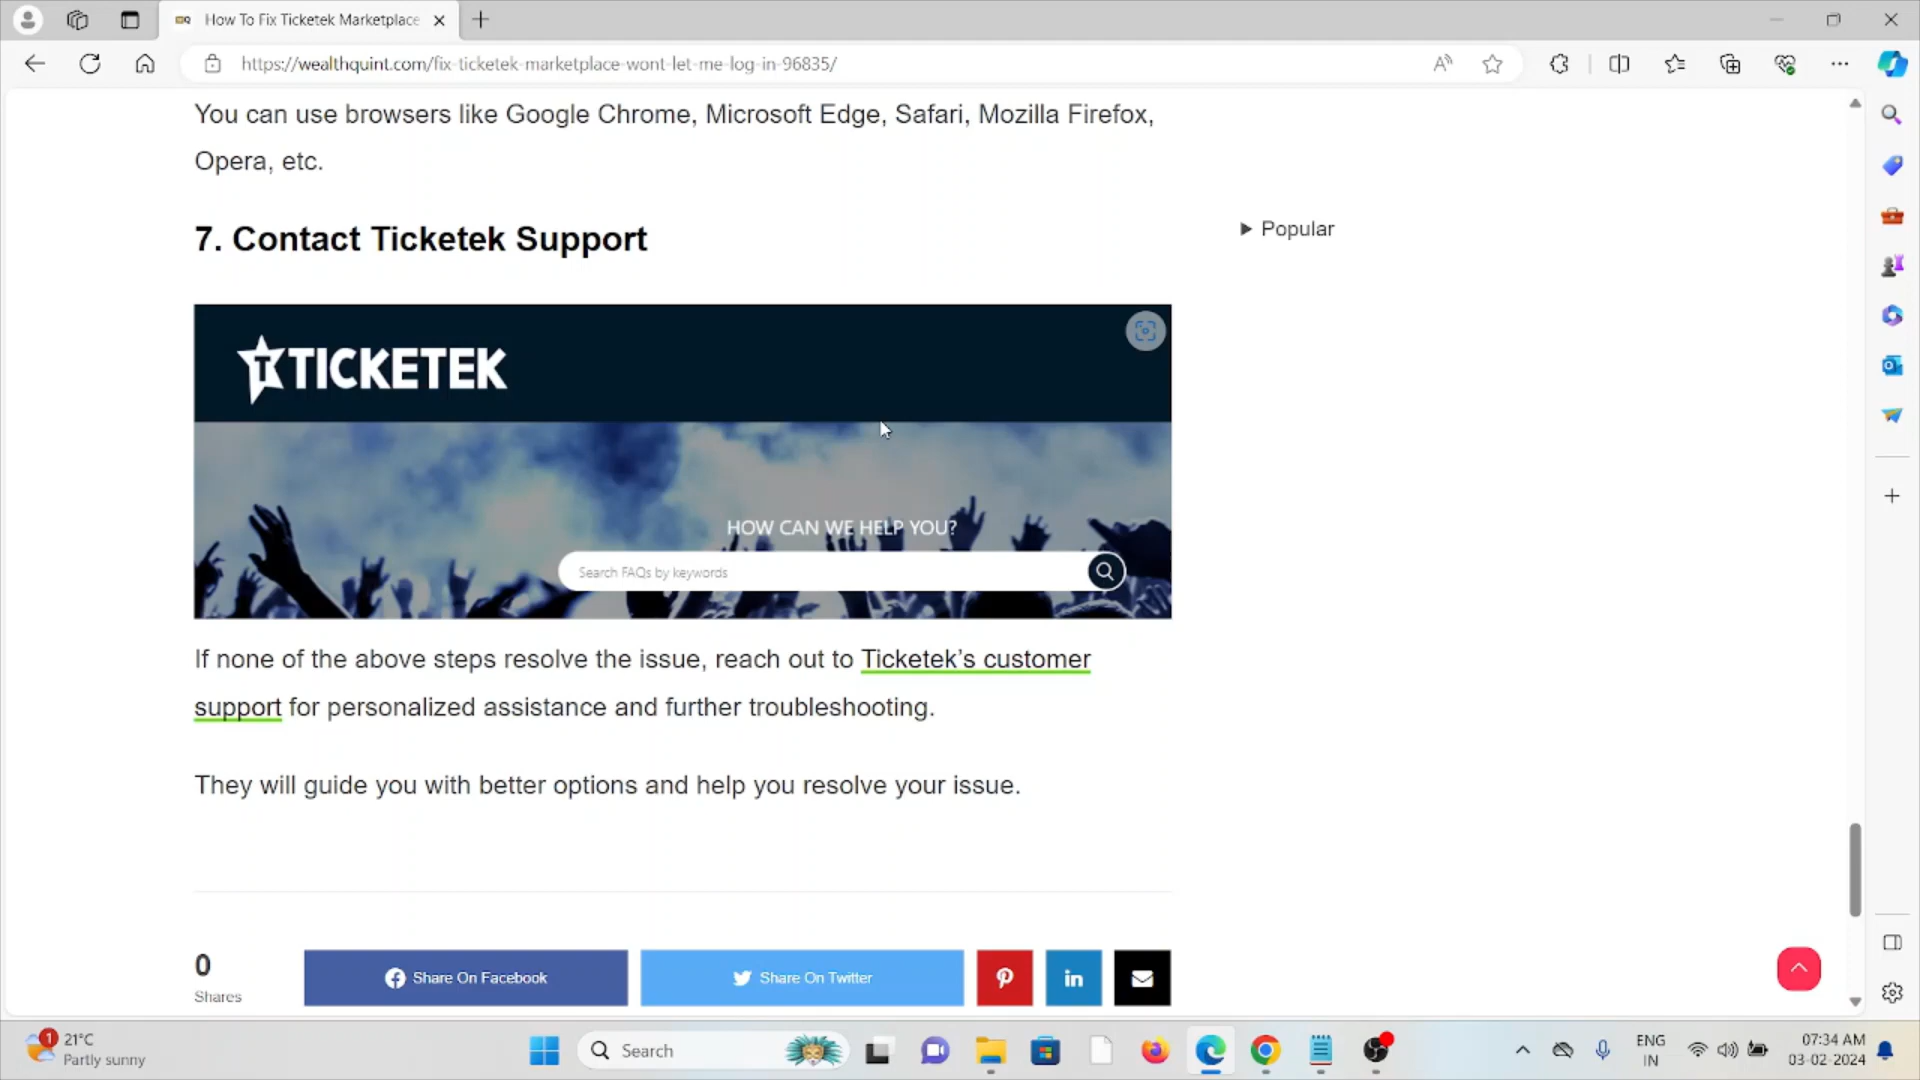 How To Fix Ticketek Marketplace
https://wealthquint.com/fix-ticketek-marketplace-wont-let-me-log-in-96835/
You can use browsers like Google Chrome, Microsoft Edge, Safari, Mozilla Firefox,
Opera, etc.
7. Contact Ticketek Support
Popular
TICKETEK
HOW CAN WE HELP YOU?
Search FAQs by keywords
If none of the above steps resolve the issue, reach out to Ticketek’s customer
support for personalized assistance and further troubleshooting.
They will guide you with better options and help you resolve your issue.
0
Shares
Share On Facebook
Share On Twitter
1
21°C
Partly sunny
Search
ENG
IN
07:34 AM
03-02-2024